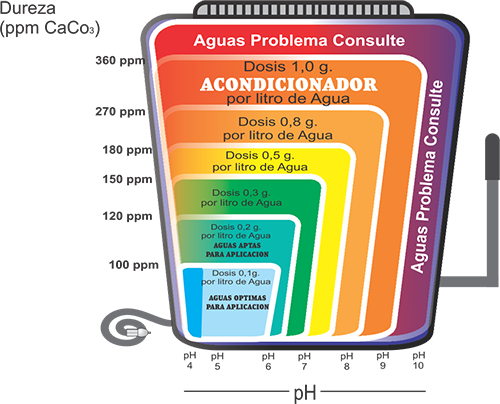 Dureza
(ppm CaCo₃)
Aguas Problema Consulte
360 ppm
Dosis 1,0 g.
ACONDICIONADOR
por litro de Agua
270 ppm
Dosis 0,8 g.
por litro de Agua
180 ppm
Dosis 0,5 g.
por litro de Agua
150 ppm
Dosis 0,3 g.
por litro de Agua
120 ppm
Dosis 0,2 g.
por litro de Agua
AGUAS APTAS
PARA APLICACION
100 ppm
Dosis 0,1g.
por litro de Agua
AGUAS OPTIMAS
PARA APLICACION
Aguas Problema Consulte
pH 4
pH 5
pH 6
pH 7
pH 8
pH 9
pH 10
pH